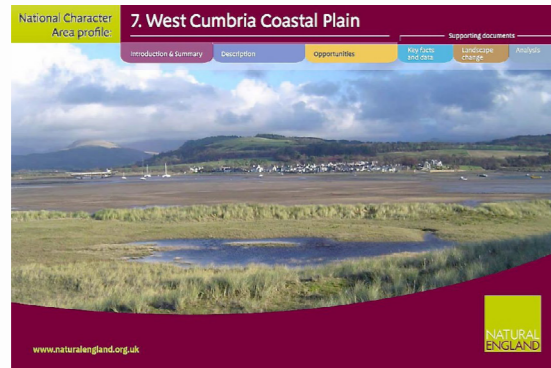 National Character
Area profile:
7. West Cumbria Coastal Plain
Supporting documents
Introduction & Summary
Description
Opportunities
Key facts
and data
Landscape
change
Analysis
www.naturalengland.org.uk
NATURAL
ENGLAND